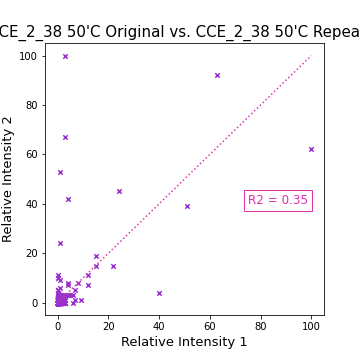 CE_2_38 50'C Original vs. CCE_2_38 50'C Repea
100
80
60
40
20
0
Relative Intensity 2
R2 = 0.35
0 20 40 60 80 100
Relative Intensity 1